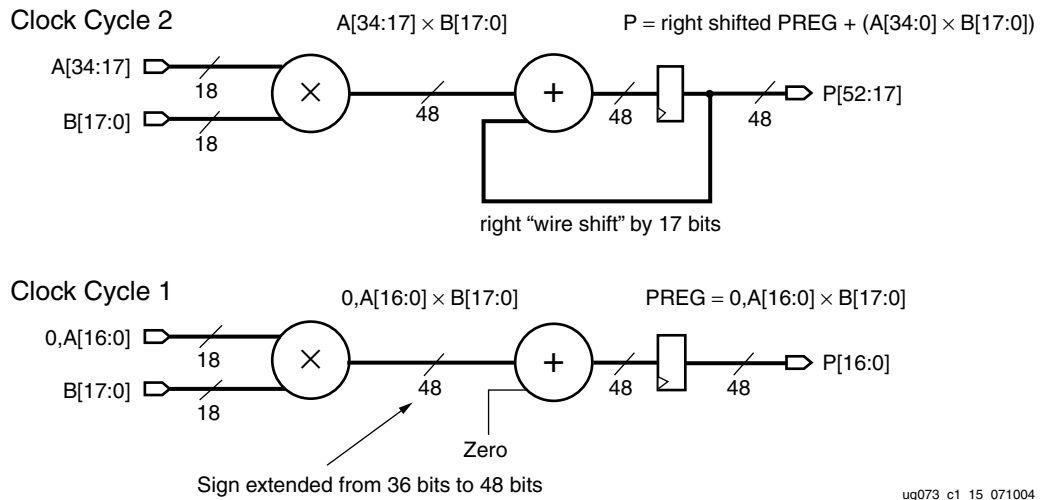 Clock Cycle 2
A[34:17] × B[17:0]
P = right shifted PREG + (A[34:0] × B[17:0])
A[34:17]
18
×
48
+
48
48
P[52:17]
B[17:0]
18
right “wire shift” by 17 bits
Clock Cycle 1
0,A[16:0] × B[17:0]
PREG = 0,A[16:0] × B[17:0]
0,A[16:0]
18
×
48
+
48
48
P[16:0]
B[17:0]
18
Zero
Sign extended from 36 bits to 48 bits
ug073_c1_15_071004